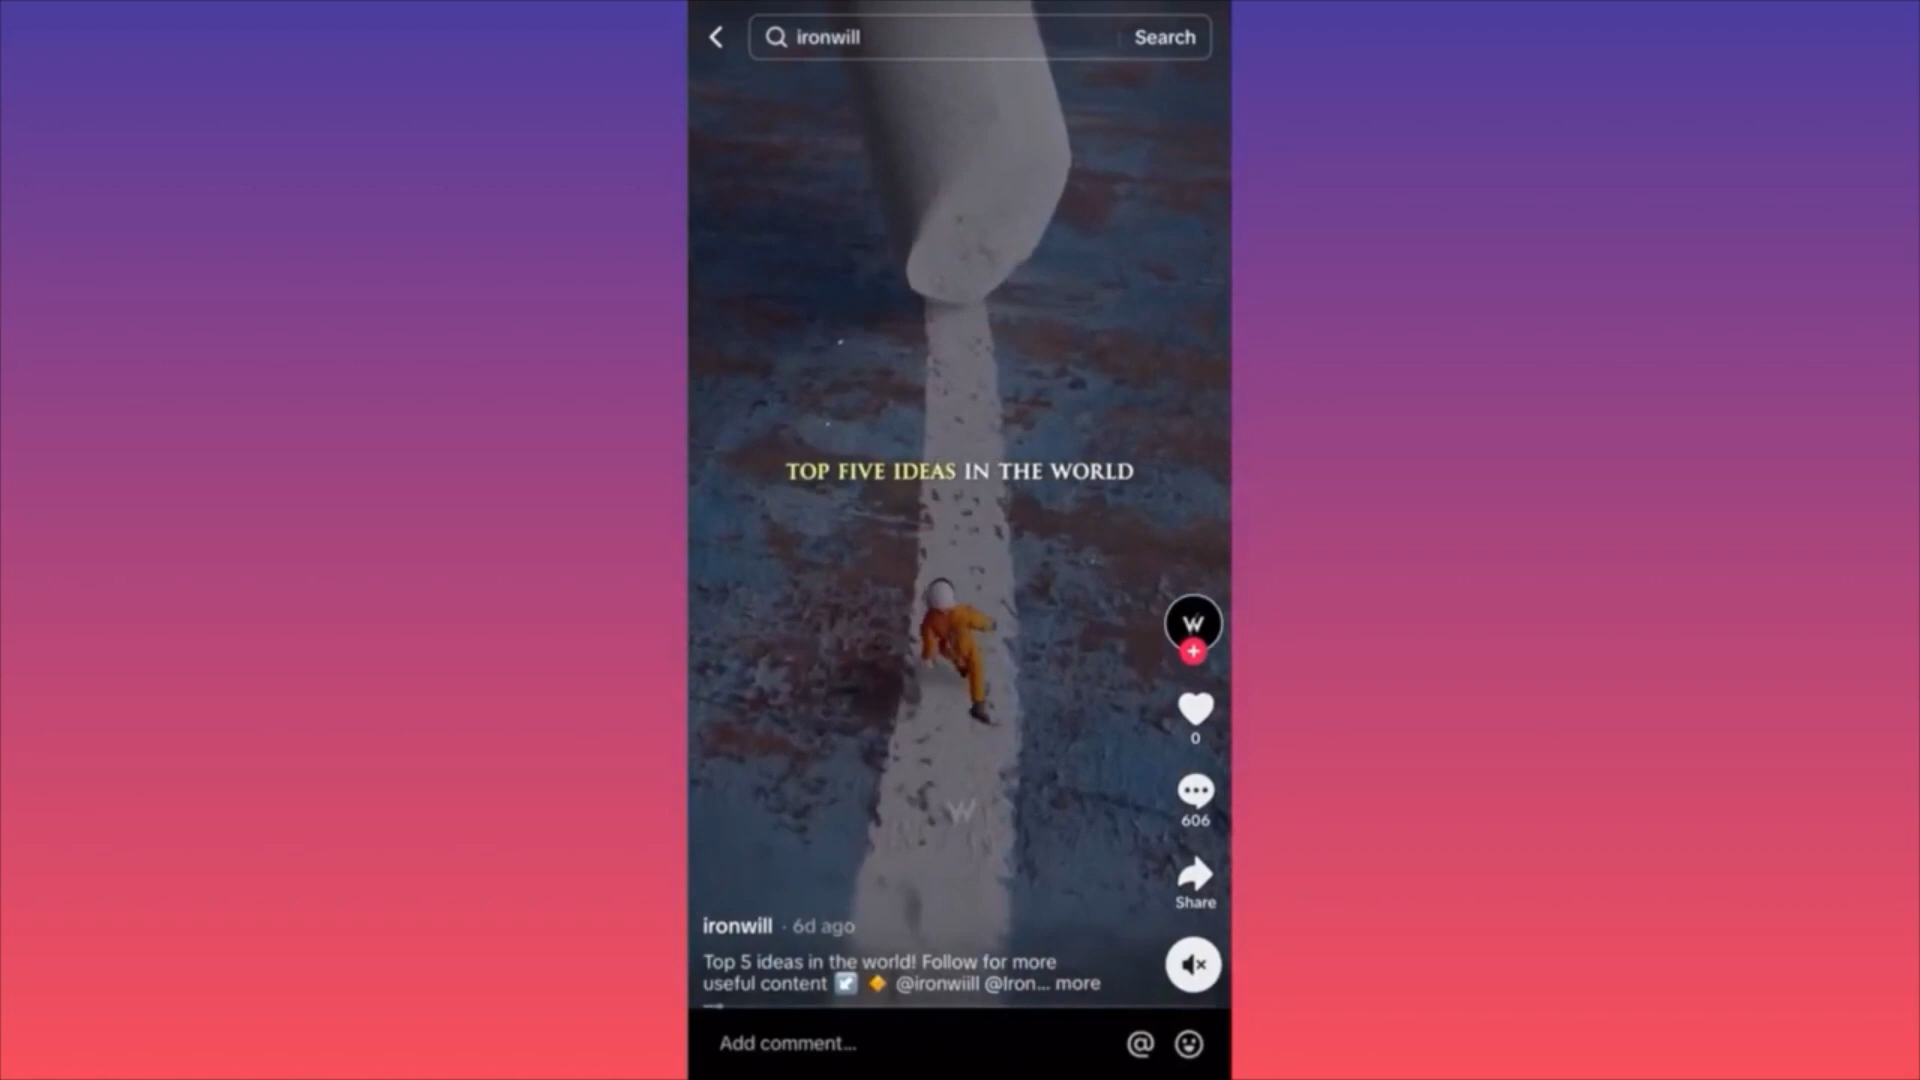 ironwill
Search
TOP FIVE IDEAS IN THE WORLD
W
0
606
Share
W
ironwill · 6d ago
Top 5 ideas in the world! Follow for more
useful content ↙️ 🔸 @ironwiill @Iron... more
Add comment...